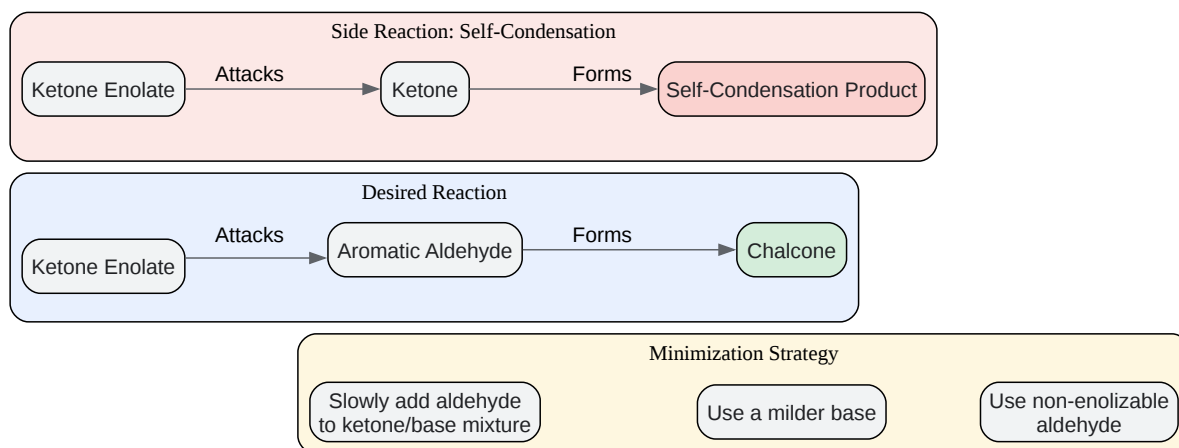 Side Reaction: Self-Condensation
Ketone Enolate
Attacks
Ketone
Forms
Self-Condensation Product
Desired Reaction
Ketone Enolate
Attacks
Aromatic Aldehyde
Forms
Chalcone
Minimization Strategy
Slowly add aldehyde
to ketone/base mixture
Use a milder base
Use non-enolizable
aldehyde